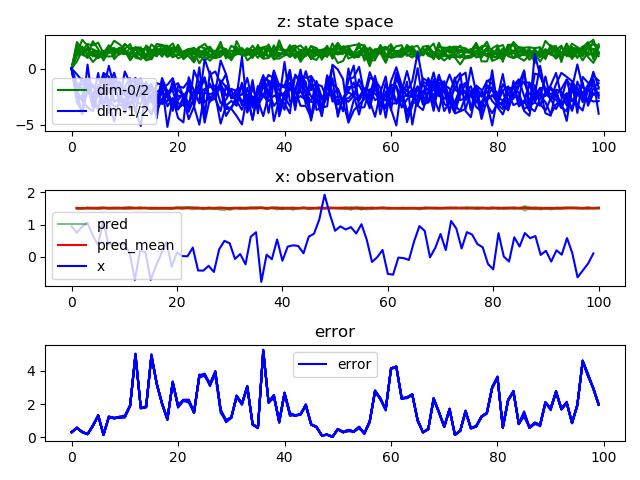 z: state space
0
−5
dim-0/2
dim-1/2
0 20 40 60 80 100
x: observation
2
1
0
pred
pred_mean
x
0 20 40 60 80 100
error
4
2
0
error
0 20 40 60 80 100